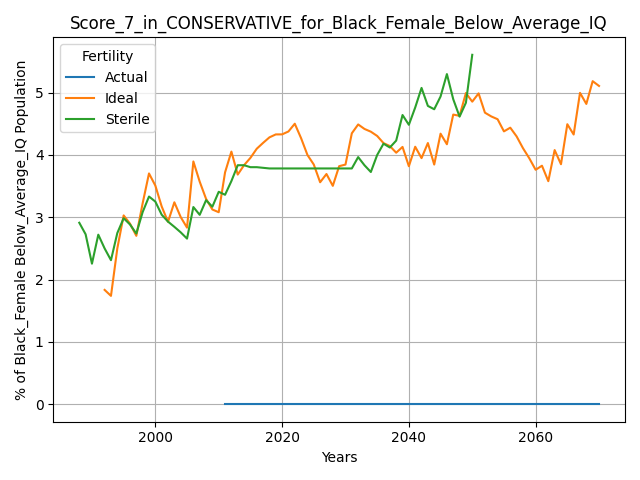 Score_7_in_CONSERVATIVE_for_Black_Female_Below_Average_IQ
Fertility
Actual
Ideal
Sterile
% of Black_Female Below_Average_IQ Population
5
4
3
2
1
0
2000 2020 2040 2060
Years